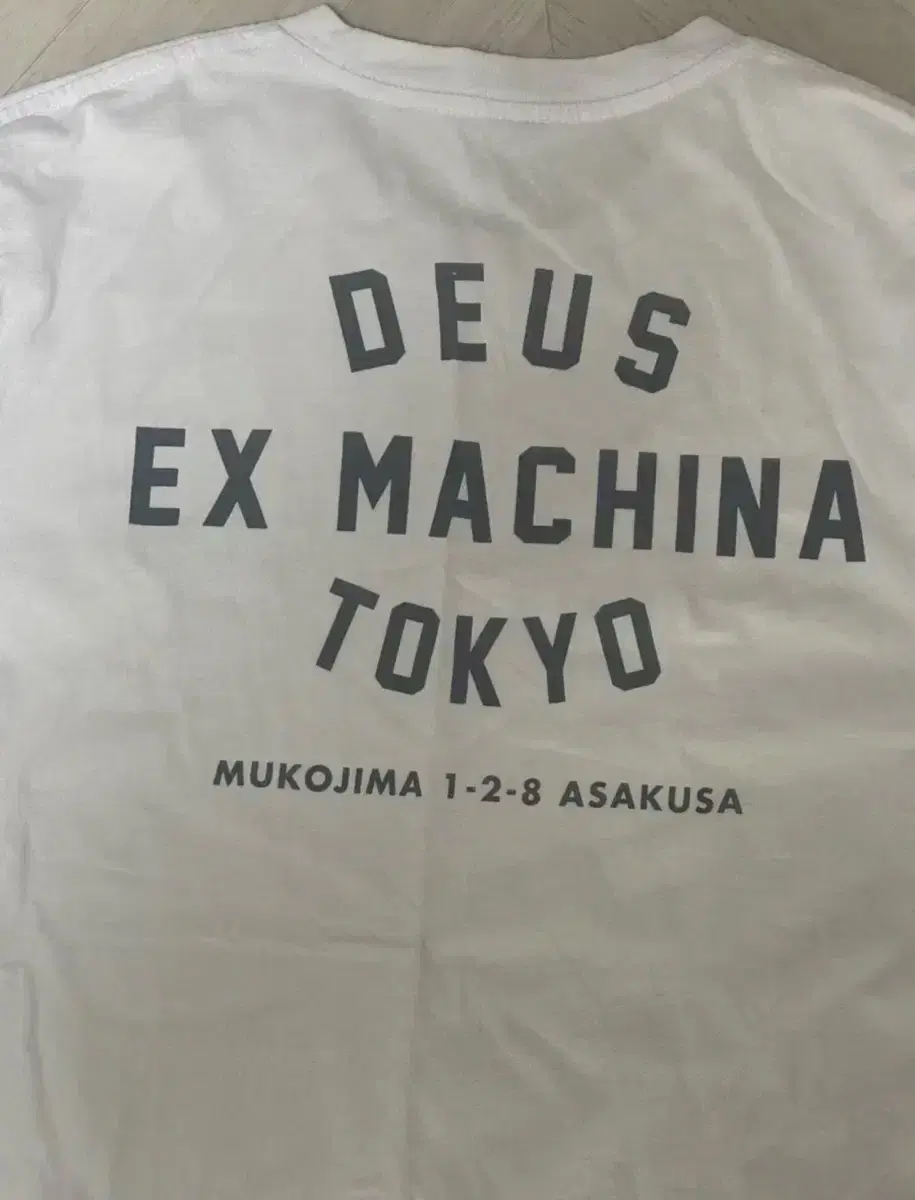 DEUS
EX MACHINA
TOKYO
MUKOJIMA 1-2-8 ASAKUSA